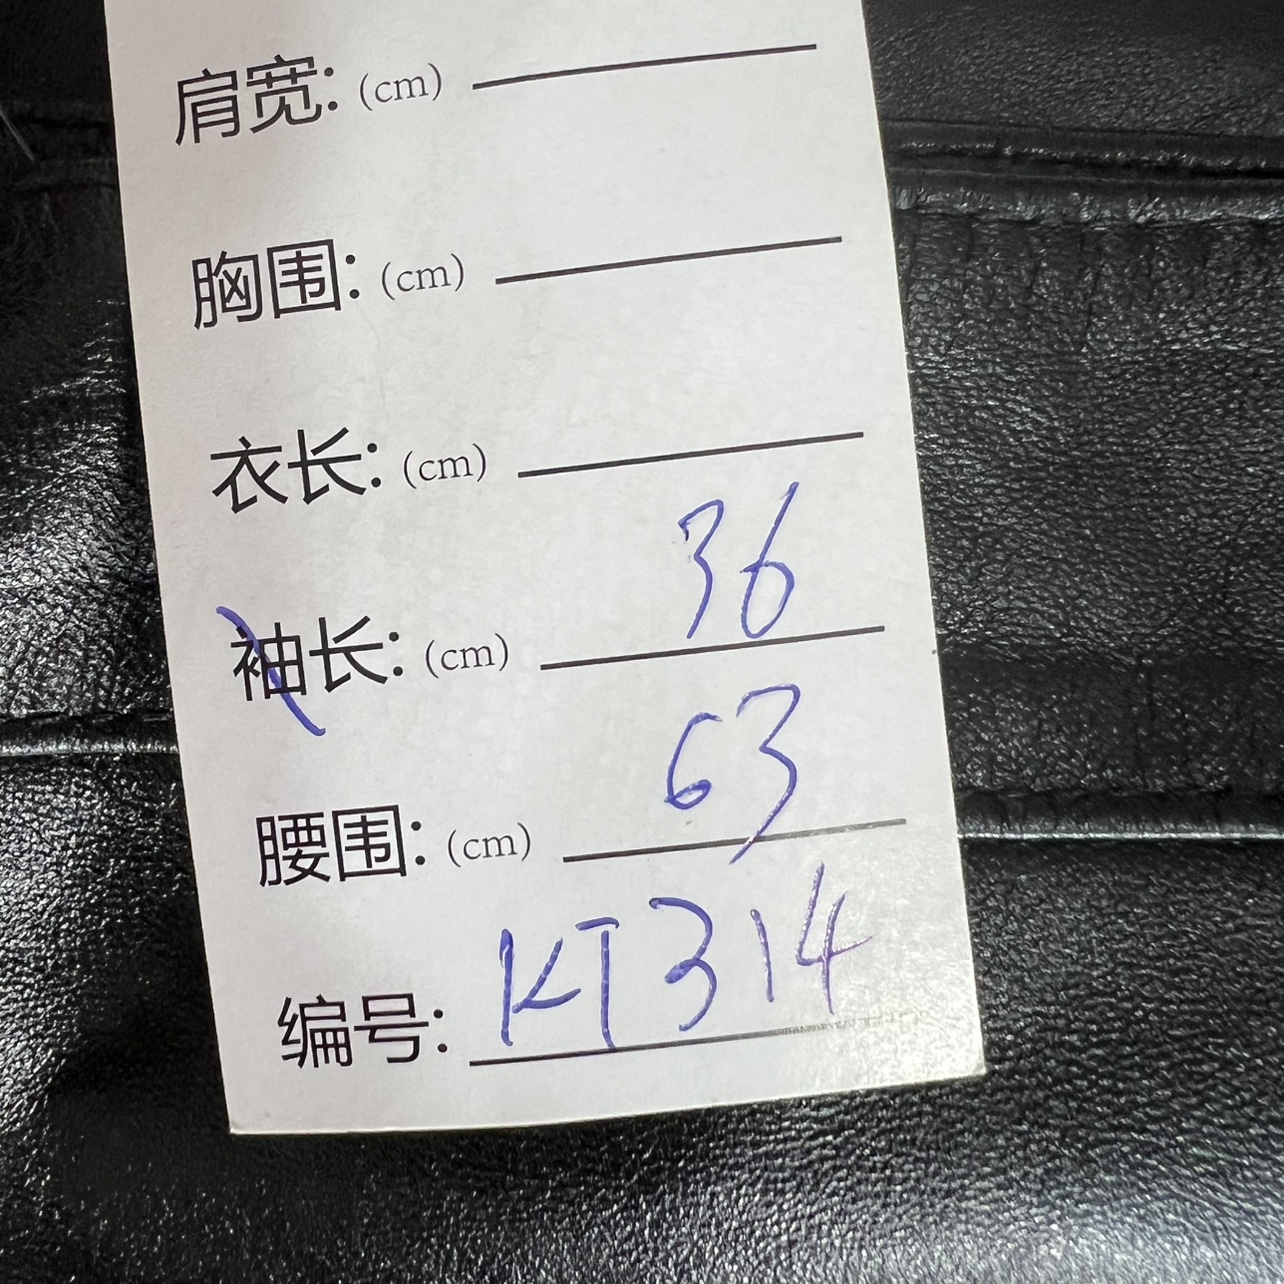 肩宽: (cm)
胸围: (cm)
衣长: (cm)
袖长: (cm) 36
腰围: (cm) 63
编号: KT314